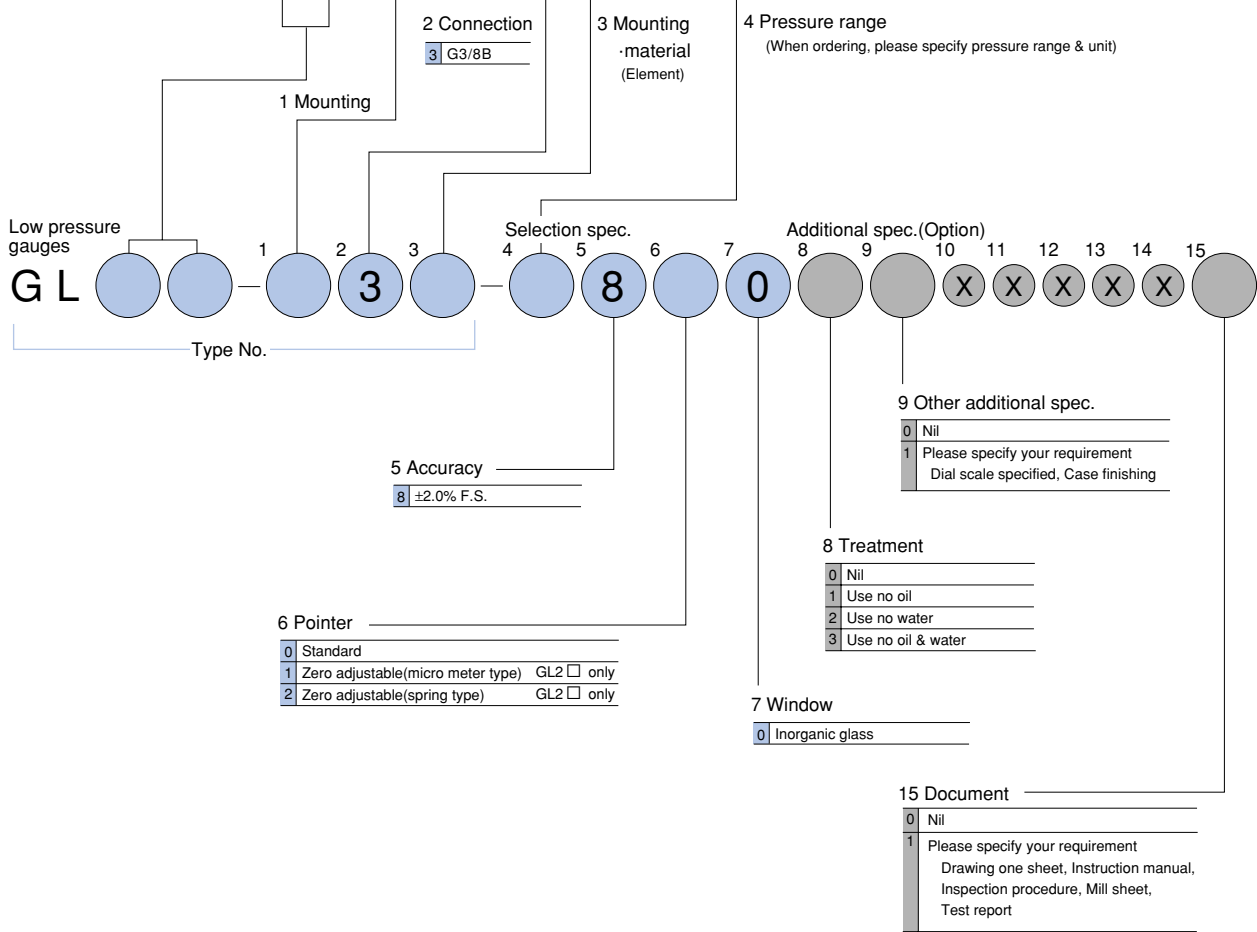 2 Connection
3 G3/8B
3 Mounting
·material
(Element)
4 Pressure range
(When ordering, please specify pressure range & unit)
1 Mounting
Low pressure
gauges
Selection spec.
Additional spec.(Option)
1 2 3 4 5 6 7 8 9 10 11 12 13 14 15
G L – 3 – 8 0 X X X X X
Type No.
5 Accuracy
8 ±2.0% F.S.
6 Pointer
0 Standard
1 Zero adjustable(micro meter type) GL2 □ only
2 Zero adjustable(spring type) GL2 □ only
7 Window
0 Inorganic glass
8 Treatment
0 Nil
1 Use no oil
2 Use no water
3 Use no oil & water
9 Other additional spec.
0 Nil
1 Please specify your requirement
Dial scale specified, Case finishing
15 Document
0 Nil
1 Please specify your requirement
Drawing one sheet, Instruction manual,
Inspection procedure, Mill sheet,
Test report